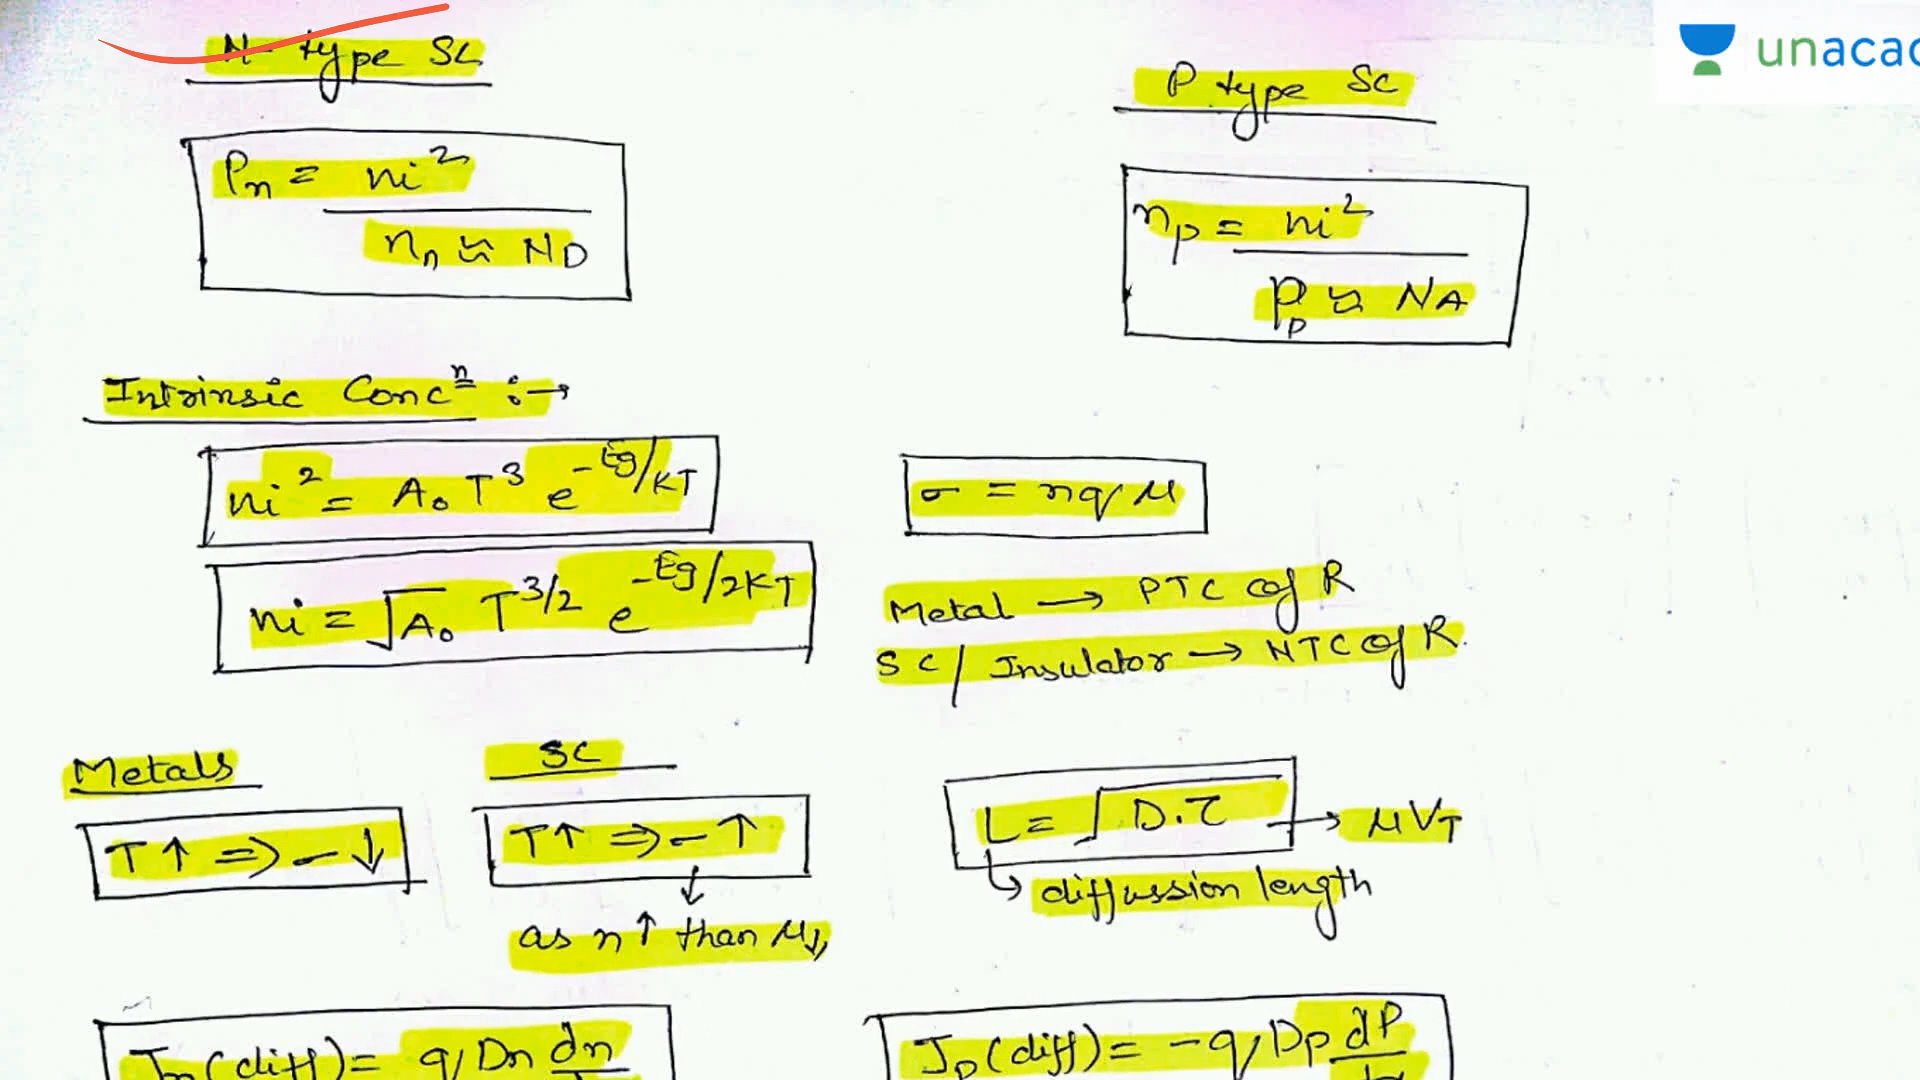 N-type SC
P type SC
unacad
Pn = ni²
nn ≈ ND
np = ni²
Pp ≈ NA
Intrinsic Concⁿ :→
ni² = A₀ T³ e^-Eg/KT
σ = nqμ
ni = √A₀ T^3/2 e^-Eg/2KT
Metal → PTC of R
SC / Insulator → NTC of R.
Metals
SC
T↑ ⇒ σ ↓
T↑ ⇒ σ ↑
L = √D.τ → μVT
as n↑ than μ↓
diffussion length
Jn (diff) = qDn dn
Jp (diff) = -qDp dP